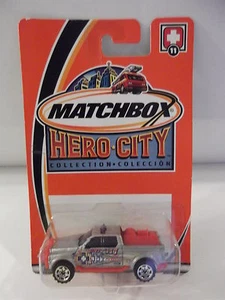 11
MATCHBOX
HERO·CITY
COLLECTION·COLECCIÓN